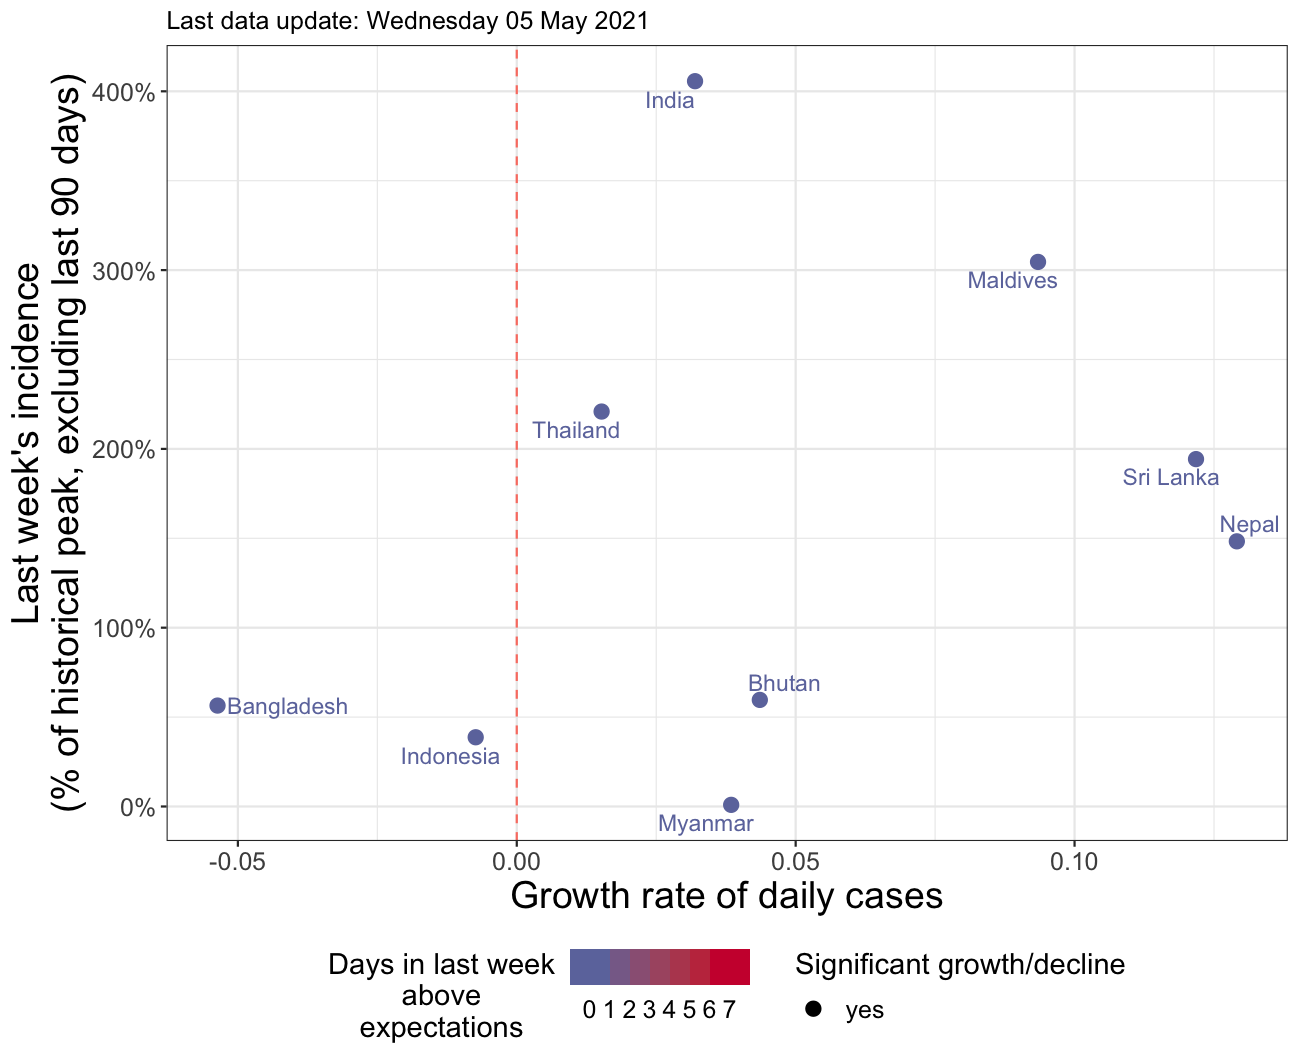 Last data update: Wednesday 05 May 2021
Last week's incidence
(% of historical peak, excluding last 90 days)
400%
300%
200%
100%
0%
India
Maldives
Thailand
Sri Lanka
Nepal
Bhutan
Bangladesh
Indonesia
Myanmar
-0.05 0.00 0.05 0.10
Growth rate of daily cases
Days in last week
above
expectations
0 1 2 3 4 5 6 7
Significant growth/decline
yes